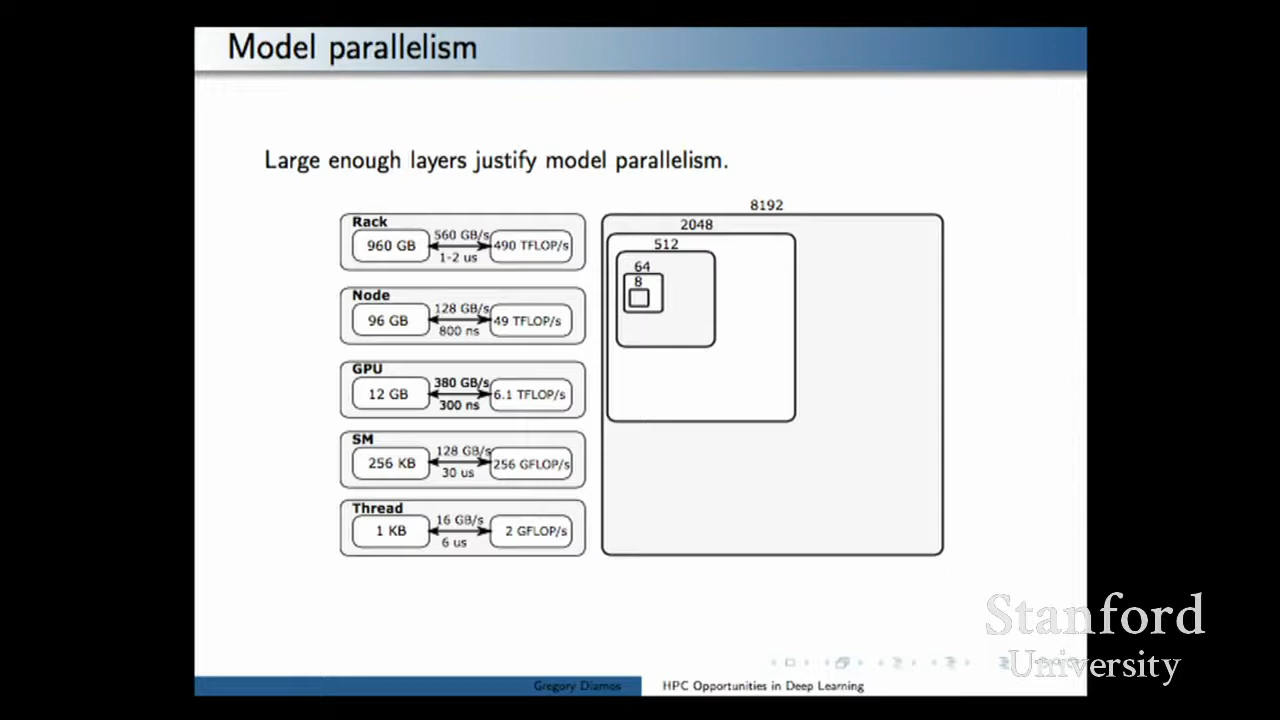 Model parallelism
Large enough layers justify model parallelism.
Rack
960 GB
560 GB/s
1-2 us
490 TFLOP/s
Node
96 GB
128 GB/s
800 ns
49 TFLOP/s
GPU
12 GB
380 GB/s
300 ns
6.1 TFLOP/s
SM
256 KB
128 GB/s
30 us
256 GFLOP/s
Thread
1 KB
16 GB/s
6 us
2 GFLOP/s
8192
2048
512
64
8
Stanford
University
Gregory Diamos
HPC Opportunities in Deep Learning